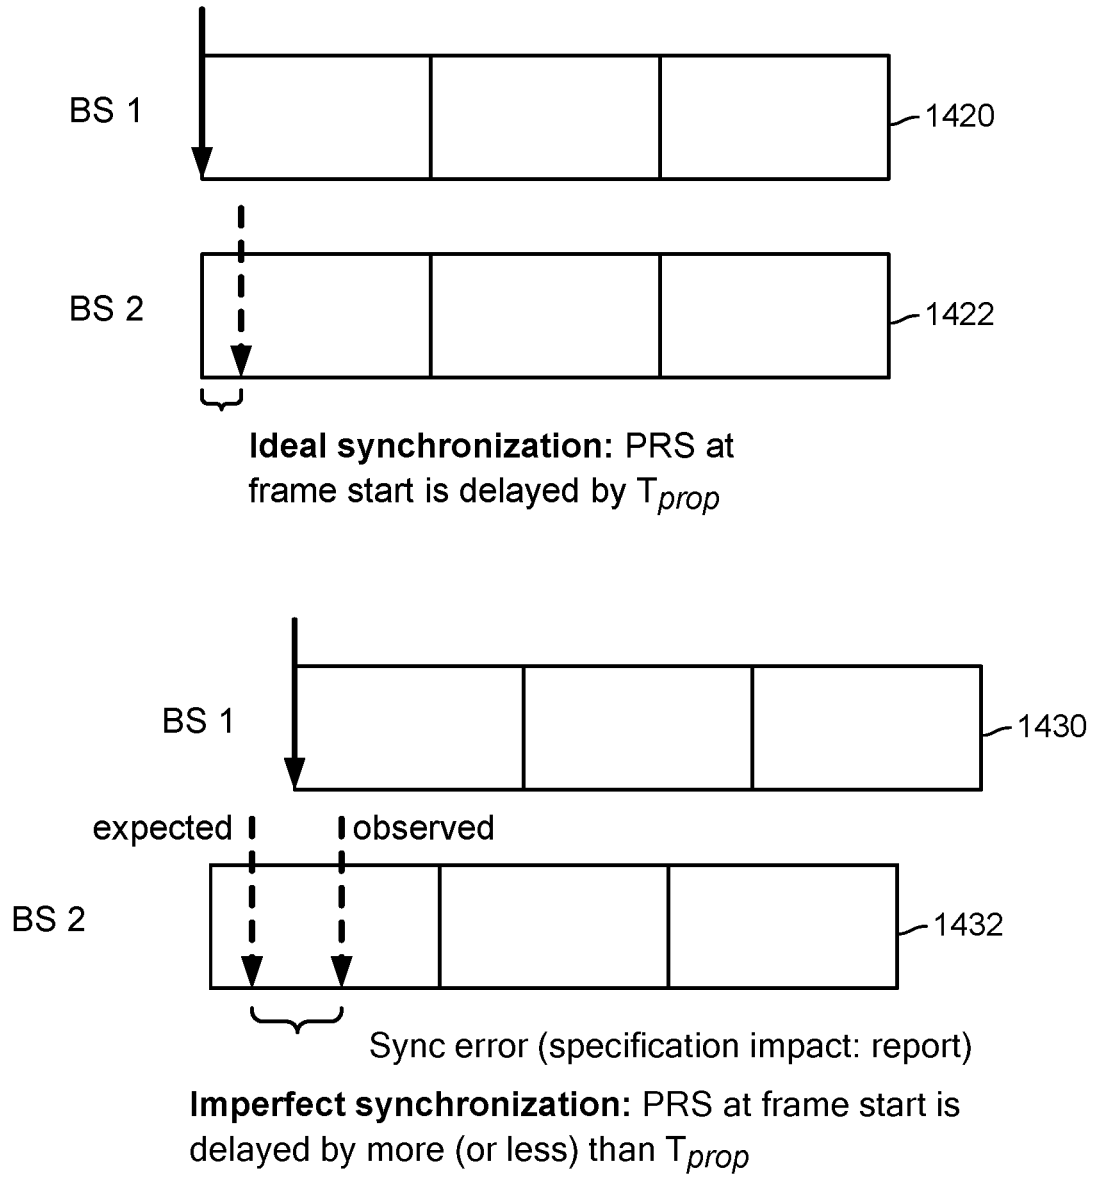 BS 1
1420
BS 2
1422
Ideal synchronization: PRS at
frame start is delayed by Tprop
BS 1
1430
expected
observed
BS 2
1432
Sync error (specification impact: report)
Imperfect synchronization: PRS at frame start is
delayed by more (or less) than Tprop